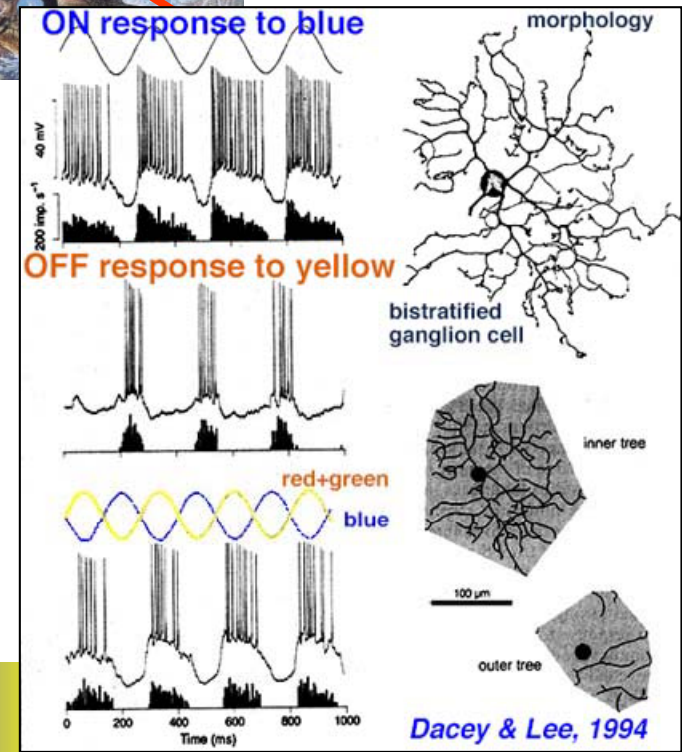 ON response to blue
morphology
40 mV
200 imp. s⁻¹
OFF response to yellow
bistratified
ganglion cell
inner tree
red+green
blue
100 µm
outer tree
0 200 400 600 800 1000
Time (ms)
Dacey & Lee, 1994